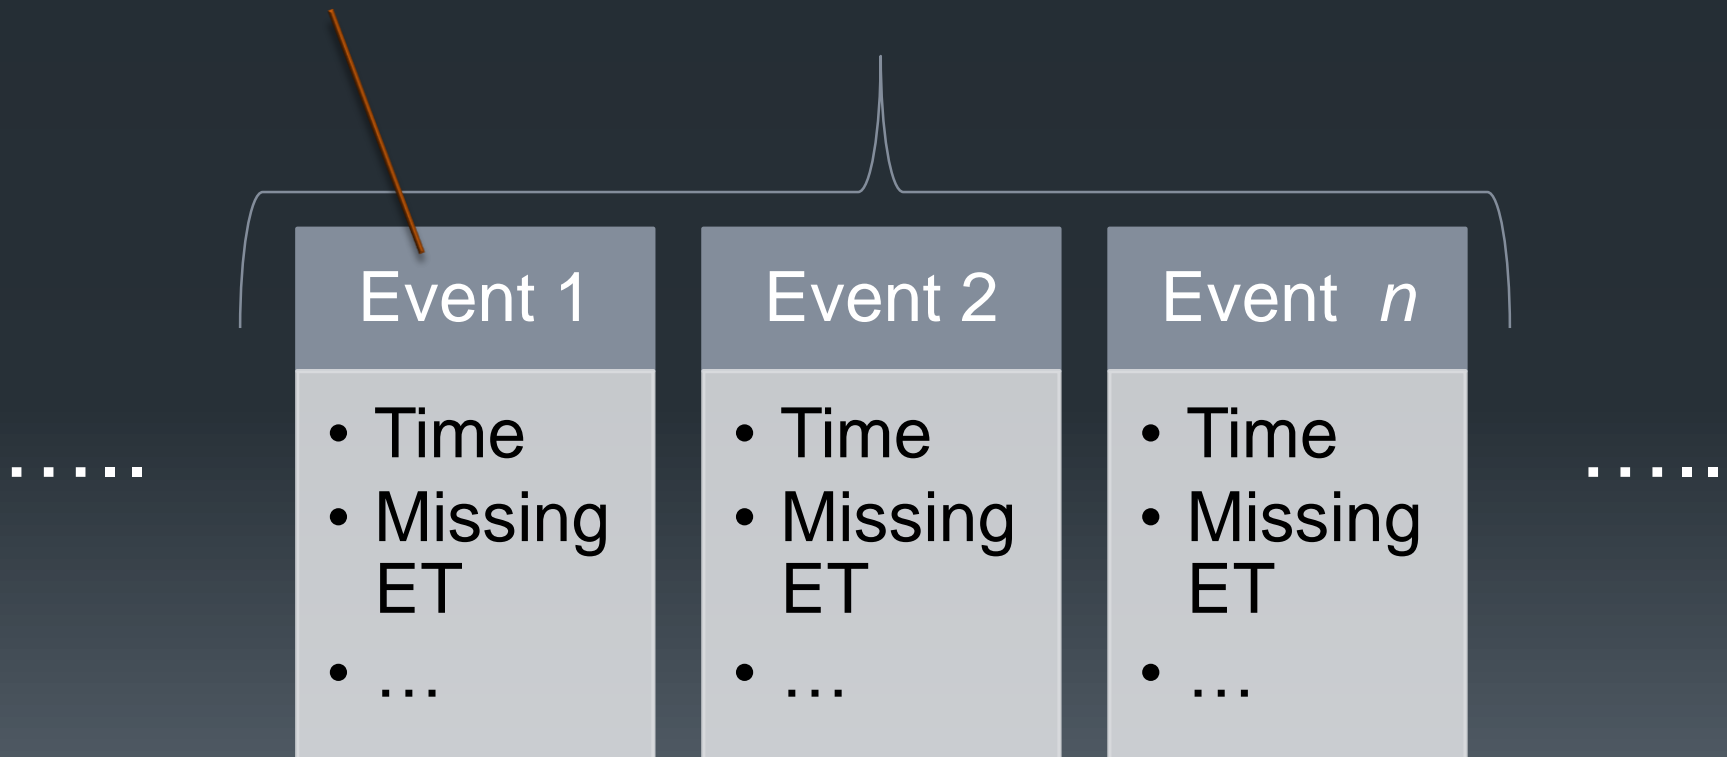 Event 1
• Time
• Missing
ET
• …
Event 2
• Time
• Missing
ET
• …
Event n
• Time
• Missing
ET
• …
.....
.....